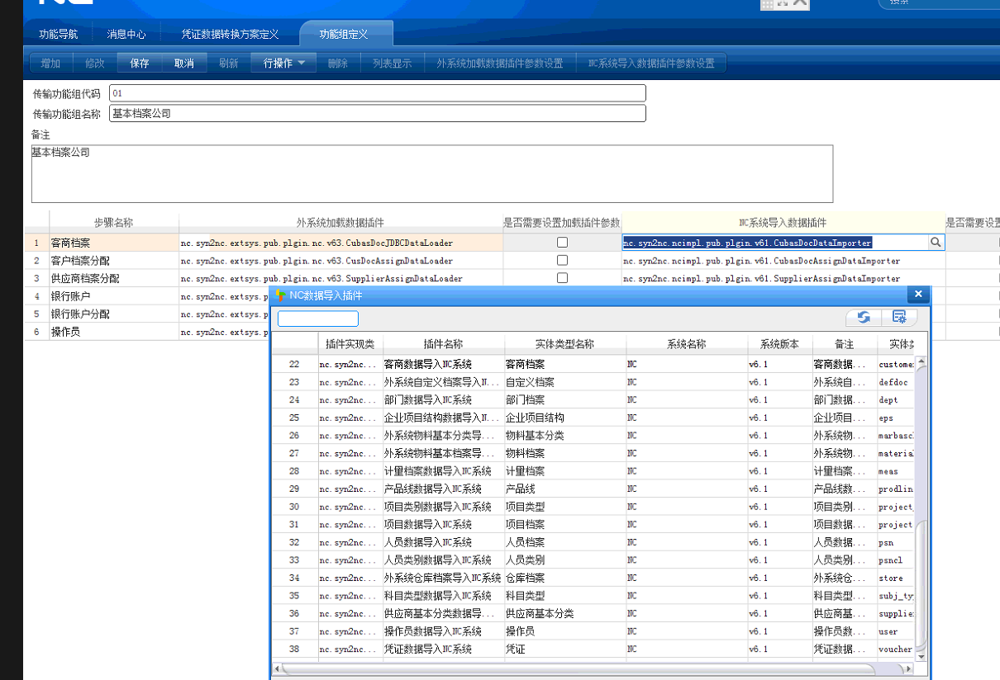 搜索
功能导航 消息中心 凭证数据转换方案定义 功能组定义
增加 修改 保存 取消 刷新 行操作 删除 列表显示 外系统加载数据插件参数设置 NC系统导入数据插件参数设置
传输功能组代码 01
传输功能组名称 基本档案公司
备注
基本档案公司
步骤名称 外系统加载数据插件 是否需要设置加载插件参数 NC系统导入数据插件 是否需要设置
1 客商档案 nc.syn2nc.extsys.pub.plgin.nc.v63.CubasDocJDBCDataLoader nc.syn2nc.ncimpl.pub.plgin.v61.CubasDocDataImporter
2 客户档案分配 nc.syn2nc.extsys.pub.plgin.nc.v63.CusDocAssignDataLoader nc.syn2nc.ncimpl.pub.plgin.v61.CubasDocAssignDataImporter
3 供应商档案分配 nc.syn2nc.extsys.pub.plgin.nc.v63.SupplierAssignDataLoader nc.syn2nc.ncimpl.pub.plgin.v61.SupplierAssignDataImporter
4 银行账户 nc.syn2nc.extsys.p
5 银行账户分配 nc.syn2nc.extsys.p
6 操作员 nc.syn2nc.extsys.p
NC数据导入插件
插件实现类 插件名称 实体类型名称 系统名称 系统版本 备注 实体
22 nc.syn2nc... 客商数据导入NC系统 客商档案 NC v6.1 客商数据... custome
23 nc.syn2nc... 外系统自定义档案导入N... 自定义档案 NC v6.1 外系统自... defdoc
24 nc.syn2nc... 部门数据导入NC系统 部门档案 NC v6.1 部门数据... dept
25 nc.syn2nc... 企业项目结构数据导入N... 企业项目结构 NC v6.1 企业项目... eps
26 nc.syn2nc... 外系统物料基本分类导... 物料基本分类 NC v6.1 外系统物... marbasc
27 nc.syn2nc... 外系统物料基本档案导... 物料档案 NC v6.1 外系统物... materia
28 nc.syn2nc... 计量档案数据导入NC系统 计量档案 NC v6.1 计量档案... meas
29 nc.syn2nc... 产品线数据导入NC系统 产品线 NC v6.1 产品线数... prodlin
30 nc.syn2nc... 项目类别数据导入NC系统 项目类型 NC v6.1 项目类别... project
31 nc.syn2nc... 项目数据导入NC系统 项目档案 NC v6.1 项目数据... project
32 nc.syn2nc... 人员数据导入NC系统 人员档案 NC v6.1 人员数据... psn
33 nc.syn2nc... 人员类别数据导入NC系统 人员类别 NC v6.1 人员类别... psncl
34 nc.syn2nc... 外系统仓库档案导入NC系统 仓库档案 NC v6.1 外系统仓... store
35 nc.syn2nc... 科目类型数据导入NC系统 科目类型 NC v6.1 科目类型... subj_ty
36 nc.syn2nc... 供应商基本分类数据导... 供应商基本分类 NC v6.1 供应商基... supplie
37 nc.syn2nc... 操作员数据导入NC系统 操作员 NC v6.1 操作员数... user
38 nc.syn2nc... 凭证数据导入NC系统 凭证 NC v6.1 凭证数据... voucher